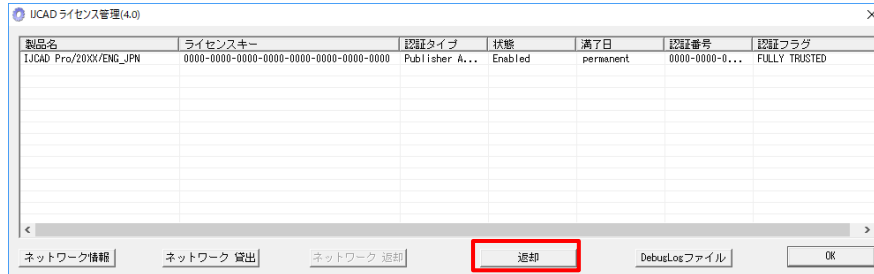 IJCAD ライセンス管理(4.0)
製品名 ライセンスキー 認証タイプ 状態 満了日 認証番号 認証フラグ
IJCAD Pro/20XX/ENG_JPN 0000-0000-0000-0000-0000-0000-0000 Publisher A... Enabled permanent 0000-0000-0... FULLY TRUSTED
ネットワーク情報 ネットワーク 貸出 ネットワーク 返却 返却 DebugLogファイル OK